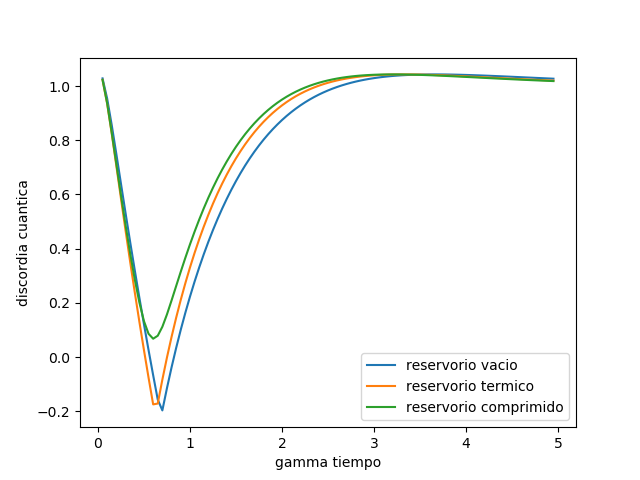 discordia cuantica
1.0
0.8
0.6
0.4
0.2
0.0
−0.2
0
1
2
3
4
5
gamma tiempo
reservorio vacio
reservorio termico
reservorio comprimido